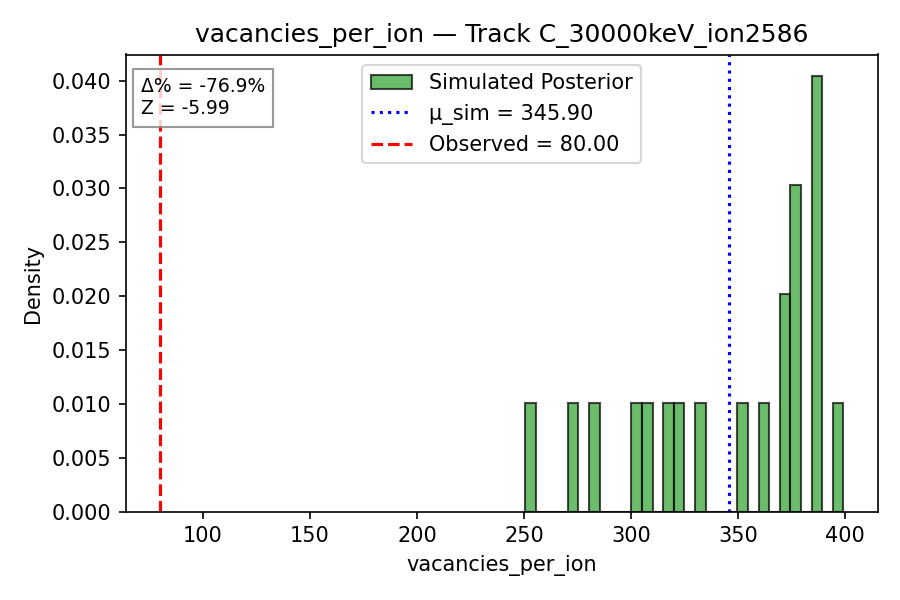 vacancies_per_ion — Track C_30000keV_ion2586
Δ% = -76.9%
Z = -5.99
Simulated Posterior
μ_sim = 345.90
Observed = 80.00
Density
0.040
0.035
0.030
0.025
0.020
0.015
0.010
0.005
0.000
100
150
200
250
300
350
400
vacancies_per_ion